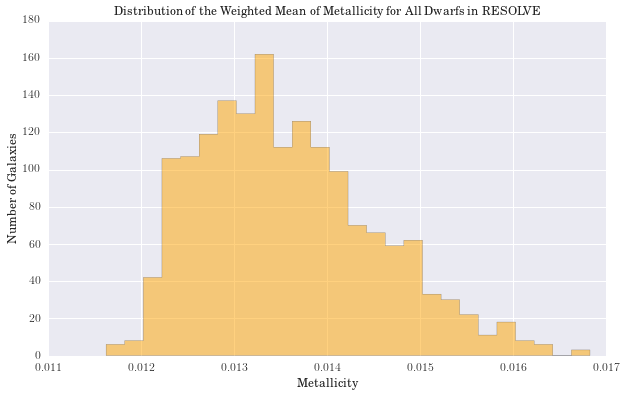 Distribution of the Weighted Mean of Metallicity for All Dwarfs in RESOLVE
180
160
140
120
100
80
60
40
20
0
Number of Galaxies
0.011 0.012 0.013 0.014 0.015 0.016 0.017
Metallicity